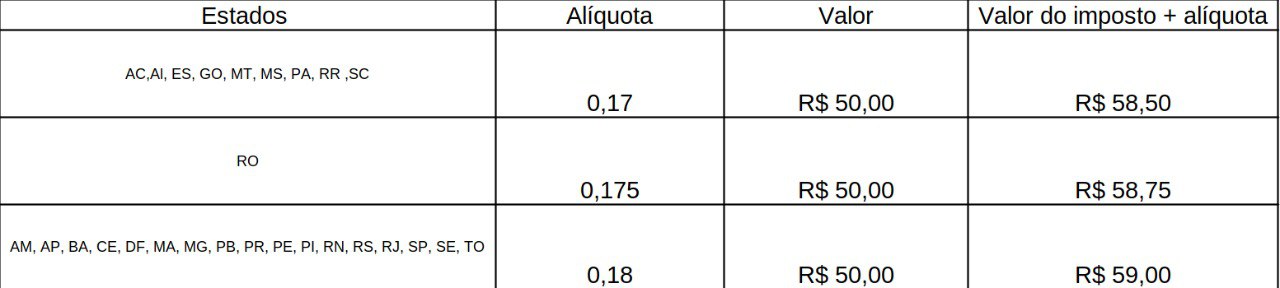 Estados Alíquota Valor Valor do imposto + alíquota
AC,Al, ES, GO, MT, MS, PA, RR ,SC 0,17 R$ 50,00 R$ 58,50
RO 0,175 R$ 50,00 R$ 58,75
AM, AP, BA, CE, DF, MA, MG, PB, PR, PE, PI, RN, RS, RJ, SP, SE, TO 0,18 R$ 50,00 R$ 59,00